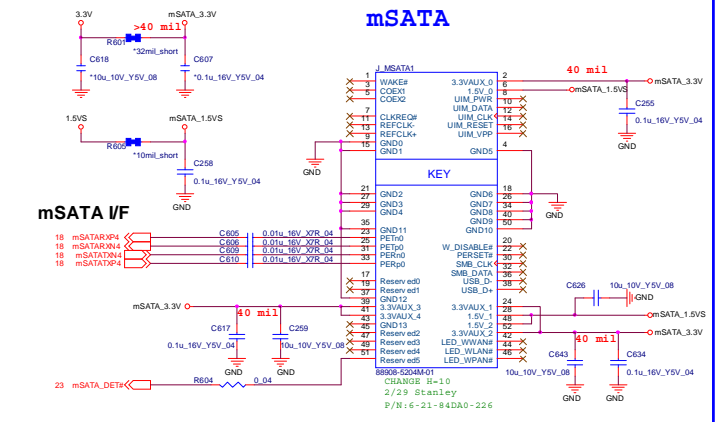 mSATA
3.3V
mSATA_3.3V
>40 mil
R601
*32mil_short
C618
*10u_10V_Y5V_08
C607
*0.1u_16V_Y5V_04
GND
GND
1.5VS
mSATA_1.5VS
R605
*10mil_short
C258
0.1u_16V_Y5V_04
GND
mSATA I/F
18 mSATARXP4
18 mSATARXN4
18 mSATATXN4
18 mSATATXP4
C605 0.01u_16V_X7R_04
C606 0.01u_16V_X7R_04
C609 0.01u_16V_X7R_04
C610 0.01u_16V_X7R_04
mSATA_3.3V
40 mil
C617
0.1u_16V_Y5V_04
C259
10u_10V_Y5V_08
GND
GND
23 mSATA_DET#
R604
0_04
GND
J_MSATA1
1 WAKE#
3 COEX1
5 COEX2
7 CLKREQ#
11 REFCLK-
13 REFCLK+
9 GND0
15 GND1
KEY
21 GND2
27 GND3
29 GND4
35 GND11
23 PETn0
25 PETp0
31 PERn0
33 PERp0
17 Reserved0
19 Reserved1
37 GND12
39 3.3VAUX_3
41 3.3VAUX_4
43 GND13
45 Reserved2
47 Reserved3
49 Reserved4
51 Reserved5
3.3VAUX_0 2
1.5V_0 6
UIM_PWR 8
UIM_DATA 10
UIM_CLK 12
UIM_RESET 14
UIM_VPP 16
GND5 4
GND6 18
GND7 26
GND8 34
GND9 40
GND10 50
W_DISABLE# 20
PERSET# 22
SMB_CLK 30
SMB_DATA 32
USB_D- 36
USB_D+ 38
3.3VAUX_1 24
1.5V_1 28
1.5V_2 48
3.3VAUX_2 52
LED_WWAN# 42
LED_WLAN# 44
LED_WPAN# 46
88908-5204M-01
CHANGE H=10
2/29 Stanley
P/N:6-21-84DA0-226
40 mil
mSATA_3.3V
mSATA_1.5VS
C255
0.1u_16V_Y5V_04
GND
GND
C626
10u_10V_Y5V_08
GND
mSATA_1.5VS
mSATA_3.3V
40 mil
C643
10u_10V_Y5V_08
C634
0.1u_16V_Y5V_04
GND
GND